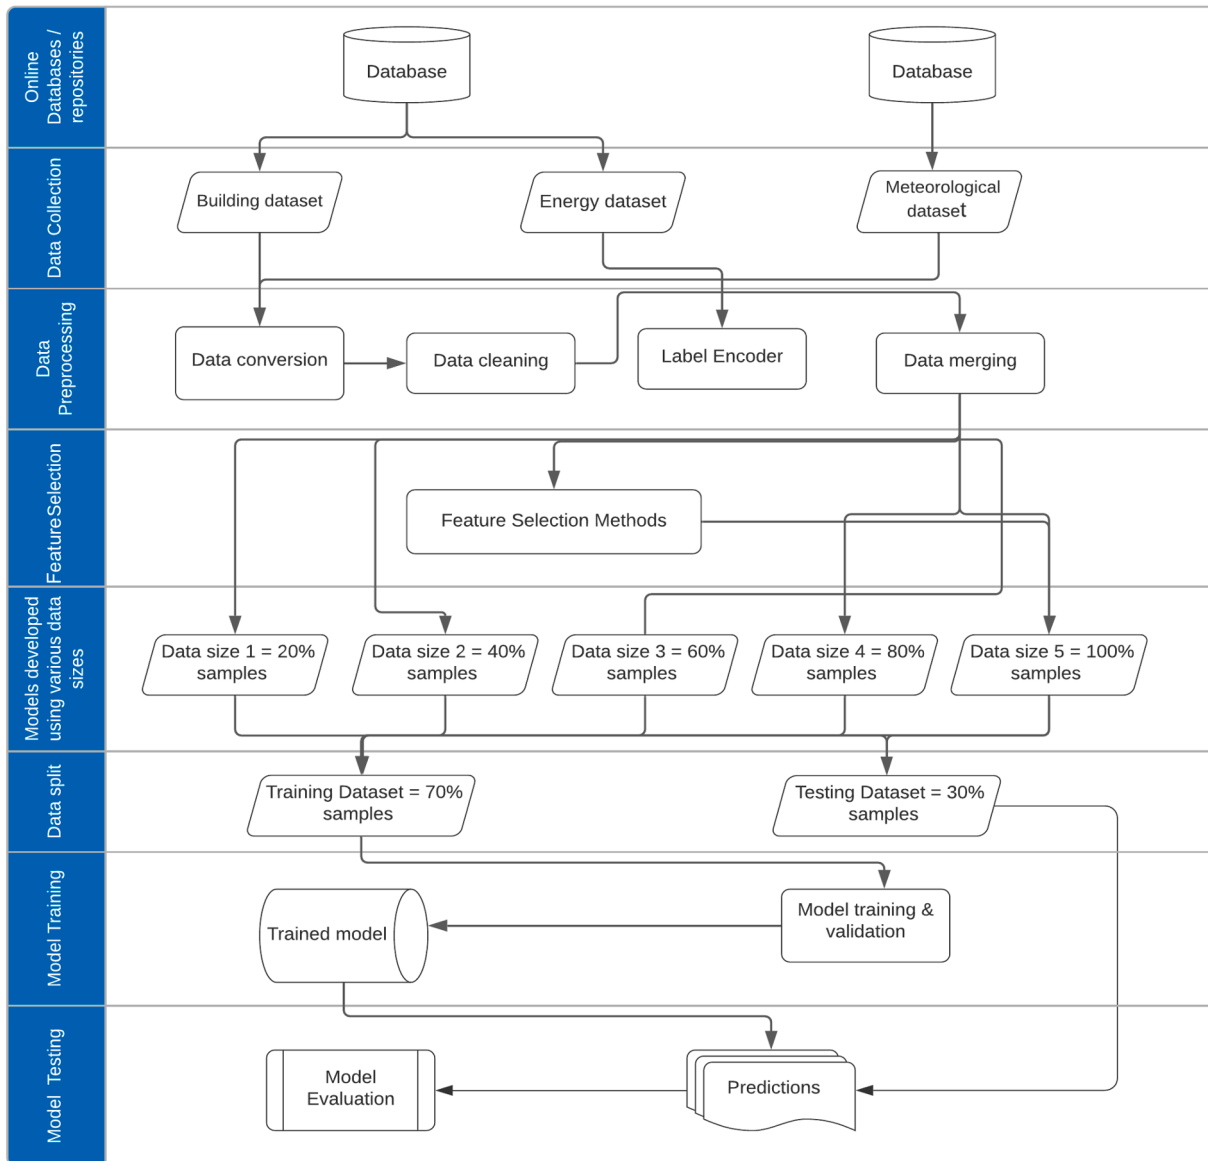 Online
Databases /
repositories
Database
Database
Data Collection
Building dataset
Energy dataset
Meteorological
dataset
Data
Preprocessing
Data conversion
Data cleaning
Label Encoder
Data merging
FeatureSelection
Feature Selection Methods
Models developed
using various data
sizes
Data size 1 = 20%
samples
Data size 2 = 40%
samples
Data size 3 = 60%
samples
Data size 4 = 80%
samples
Data size 5 = 100%
samples
Data split
Training Dataset = 70%
samples
Testing Dataset = 30%
samples
Model Training
Trained model
Model training &
validation
Model Testing
Model
Evaluation
Predictions